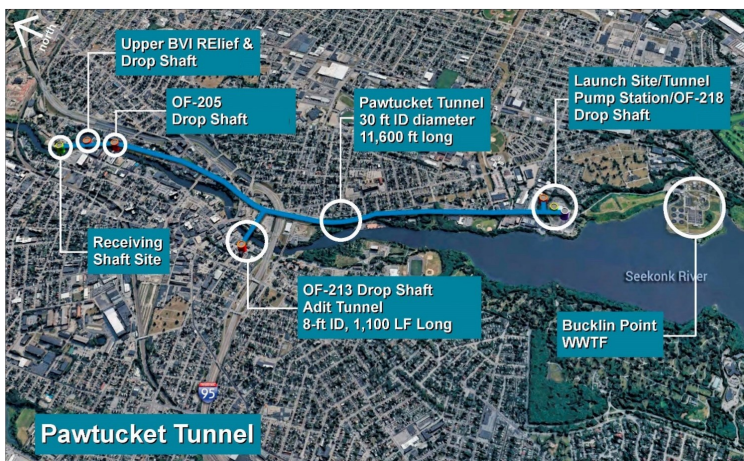 north
Upper BVI RElief &
Drop Shaft
OF-205
Drop Shaft
Pawtucket Tunnel
30 ft ID diameter
11,600 ft long
Launch Site/Tunnel
Pump Station/OF-218
Drop Shaft
Receiving
Shaft Site
OF-213 Drop Shaft
Adit Tunnel
8-ft ID, 1,100 LF Long
Seekonk River
Bucklin Point
WWTF
95
Pawtucket Tunnel